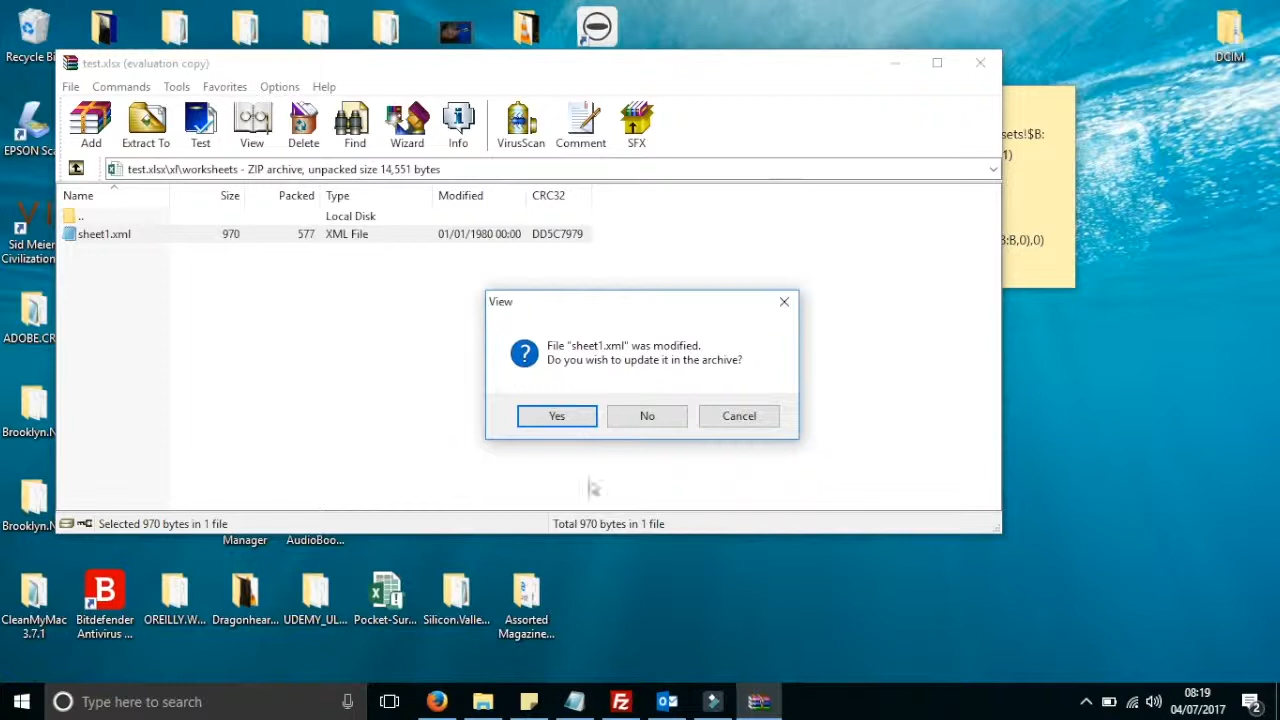 Recycle Bi
DCIM
test.xlsx (evaluation copy)
File Commands Tools Favorites Options Help
Add Extract To Test View Delete Find Wizard Info VirusScan Comment SFX
test.xlsx\xl\worksheets - ZIP archive, unpacked size 14,551 bytes
Name Size Packed Type Modified CRC32
.. Local Disk
sheet1.xml 970 577 XML File 01/01/1980 00:00 DD5C7979
sets!$B:
1)
B:B,0),0)
EPSON Sc
Sid Meier
Civilization
ADOBE.CR
Brooklyn.
Brooklyn.N
View
File "sheet1.xml" was modified.
Do you wish to update it in the archive?
Yes No Cancel
Selected 970 bytes in 1 file Total 970 bytes in 1 file
Manager AudioBoo...
CleanMyMac
3.7.1
Bitdefender
Antivirus ...
OREILLY.W...
Dragonhear...
UDEMY_UL...
Pocket-Sur...
Silicon.Valle...
Assorted
Magazine...
Type here to search
08:19
04/07/2017
2